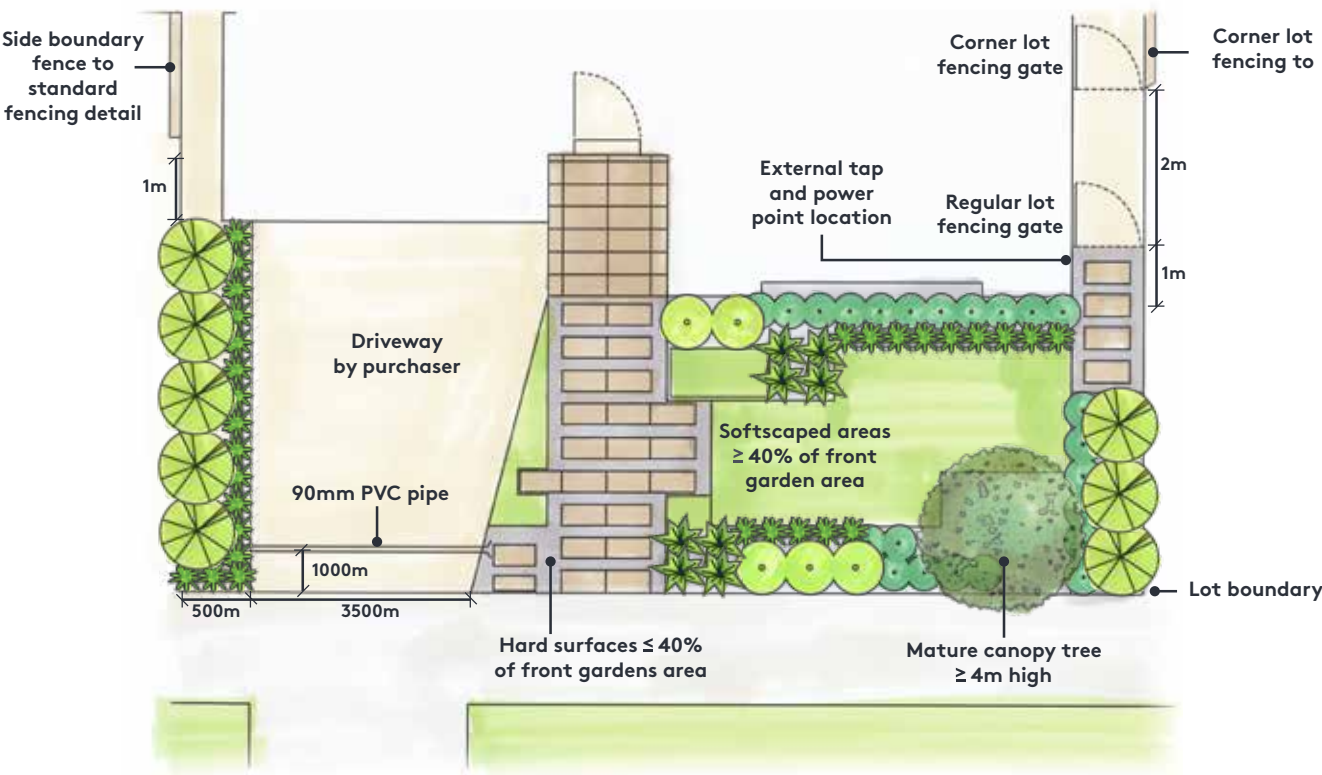 Side boundary
fence to
standard
fencing detail
1m
Corner lot
fencing gate
Corner lot
fencing to
2m
External tap
and power
point location
Regular lot
fencing gate
1m
Driveway
by purchaser
Softscaped areas
≥ 40% of front
garden area
90mm PVC pipe
1000m
500m
3500m
Lot boundary
Hard surfaces ≤ 40%
of front gardens area
Mature canopy tree
≥ 4m high